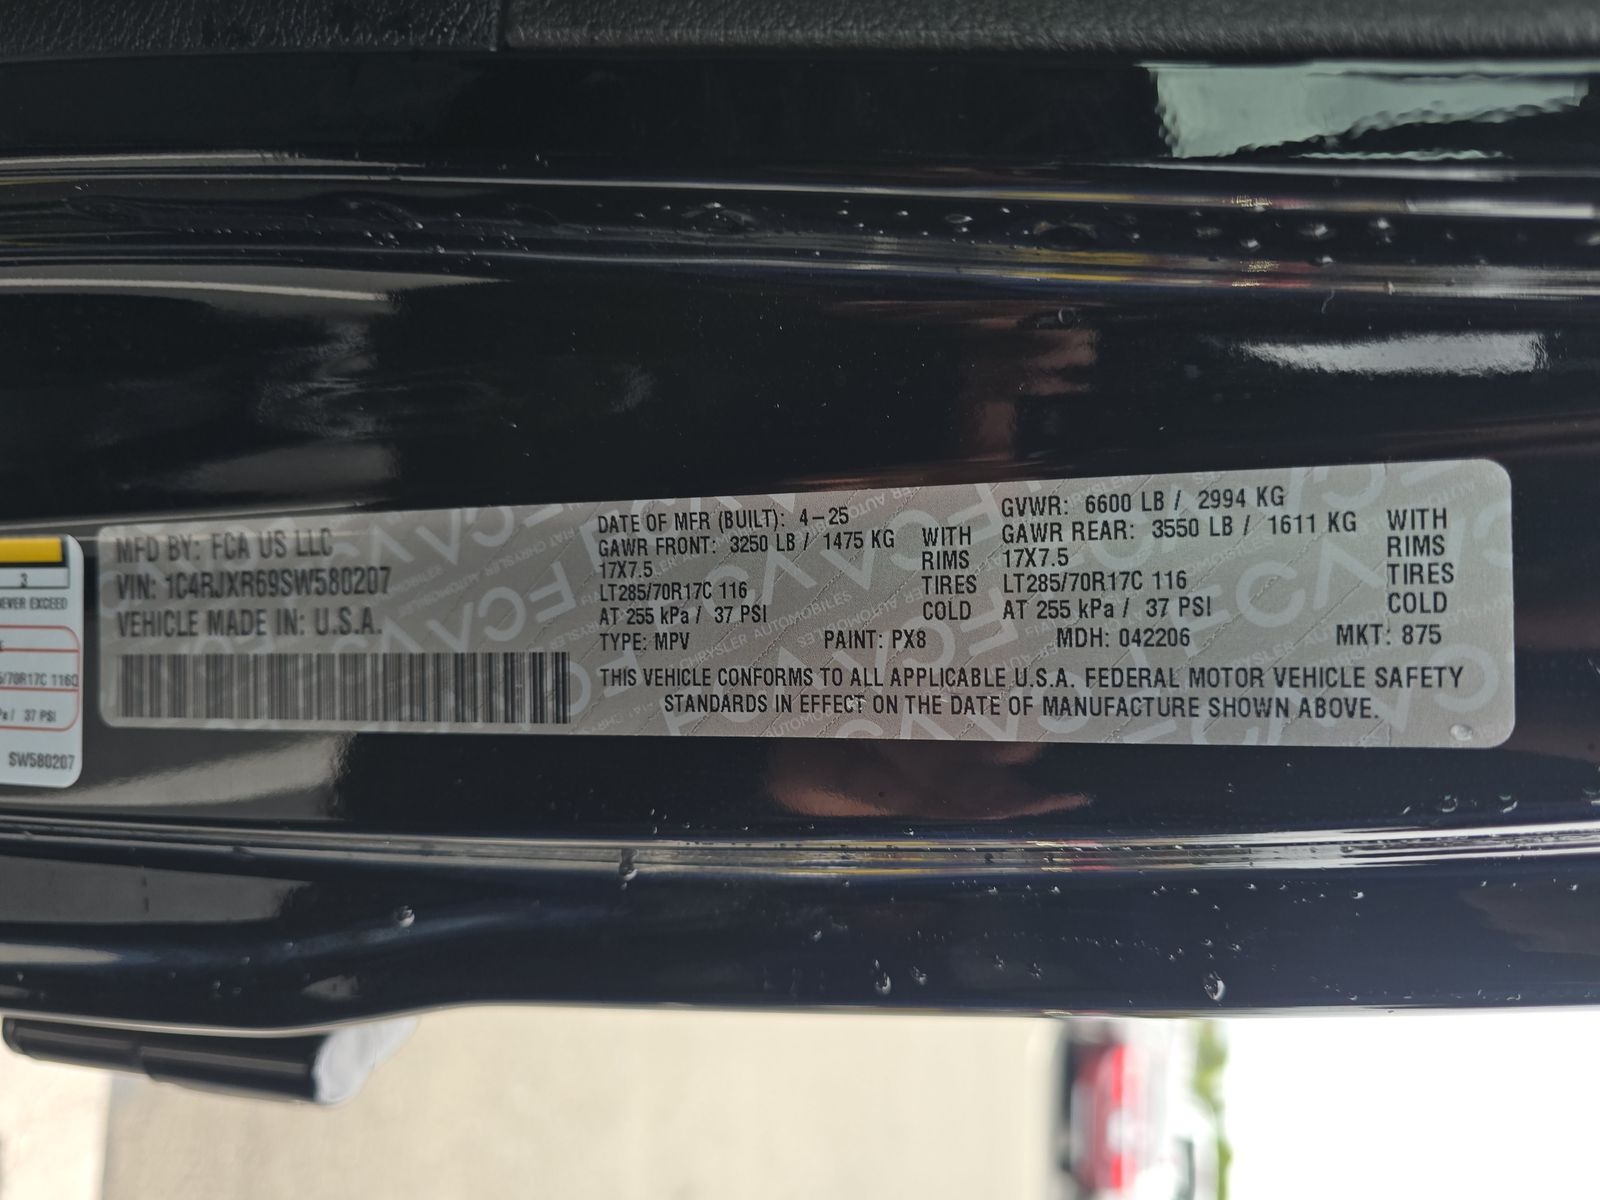 3
NEVER EXCEED
/70R17C 116Q
37 PSI
SW580207
MFD BY: FCA US LLC
VIN: 1C4RJXR69SW580207
VEHICLE MADE IN: U.S.A.
DATE OF MFR (BUILT): 4-25
GAWR FRONT: 3250 LB / 1475 KG WITH
17X7.5 RIMS
LT285/70R17C 116 TIRES
AT 255 kPa / 37 PSI COLD
GVWR: 6600 LB / 2994 KG
GAWR REAR: 3550 LB / 1611 KG WITH
17X7.5 RIMS
LT285/70R17C 116 TIRES
AT 255 kPa / 37 PSI COLD
TYPE: MPV PAINT: PX8 MDH: 042206 MKT: 875
THIS VEHICLE CONFORMS TO ALL APPLICABLE U.S.A. FEDERAL MOTOR VEHICLE SAFETY
STANDARDS IN EFFECT ON THE DATE OF MANUFACTURE SHOWN ABOVE.